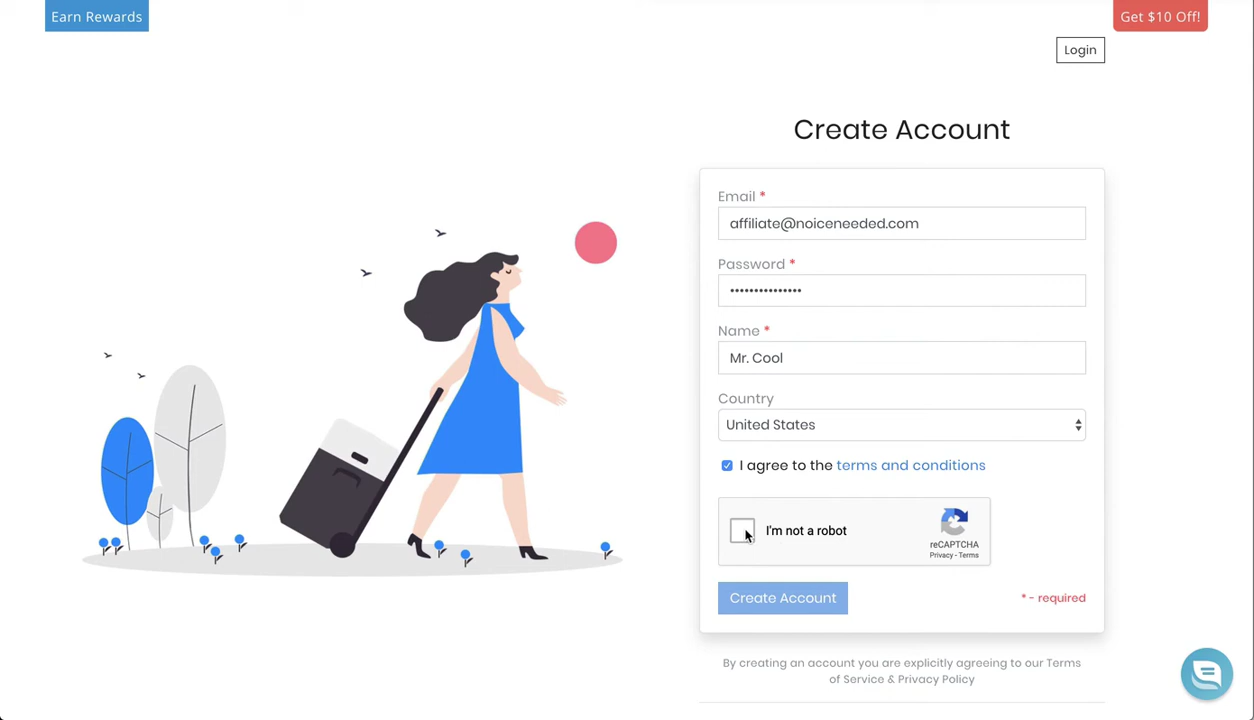 Earn Rewards
Get $10 Off!
Login
Create Account
Email *
affiliate@noiceneeded.com
Password *
•••••••••••••••
Name *
Mr. Cool
Country
United States
I agree to the terms and conditions
I'm not a robot
reCAPTCHA
Privacy - Terms
Create Account
* - required
By creating an account you are explicitly agreeing to our Terms
of Service & Privacy Policy